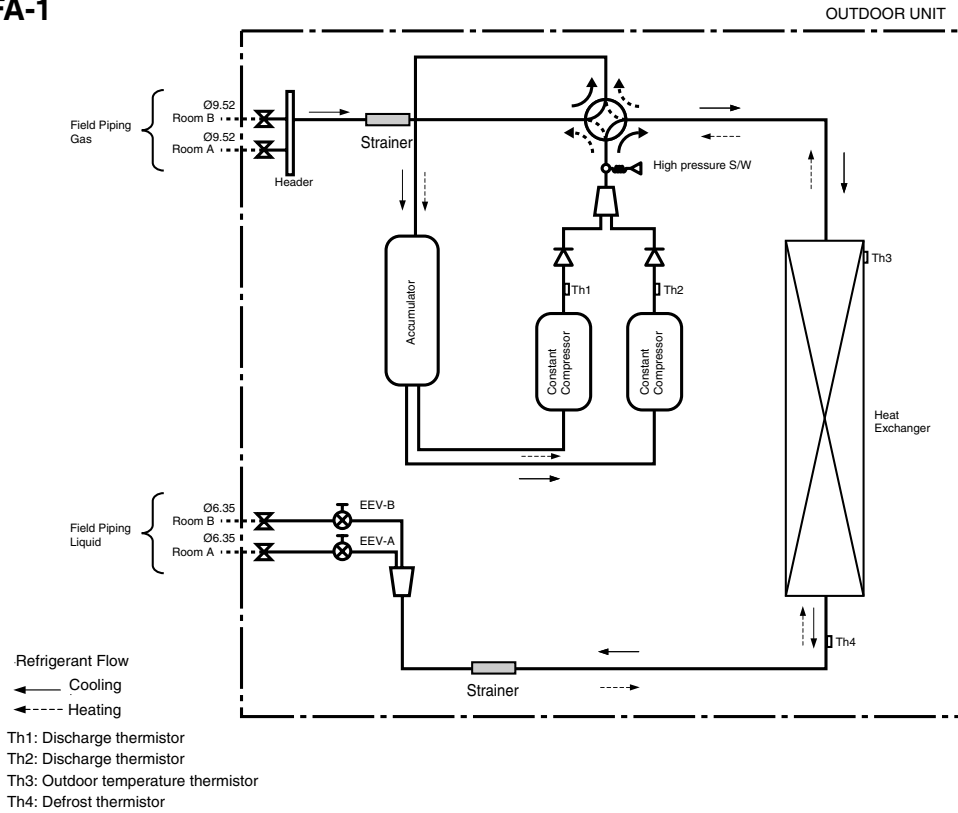 FA-1
OUTDOOR UNIT
Field Piping
Gas
Ø9.52
Room B
Ø9.52
Room A
Header
Strainer
High pressure S/W
Th3
Th1
Th2
Accumulator
Constant
Compressor
Constant
Compressor
Heat
Exchanger
Field Piping
Liquid
Ø6.35
Room B
Ø6.35
Room A
EEV-B
EEV-A
Th4
Strainer
Refrigerant Flow
Cooling
Heating
Th1: Discharge thermistor
Th2: Discharge thermistor
Th3: Outdoor temperature thermistor
Th4: Defrost thermistor